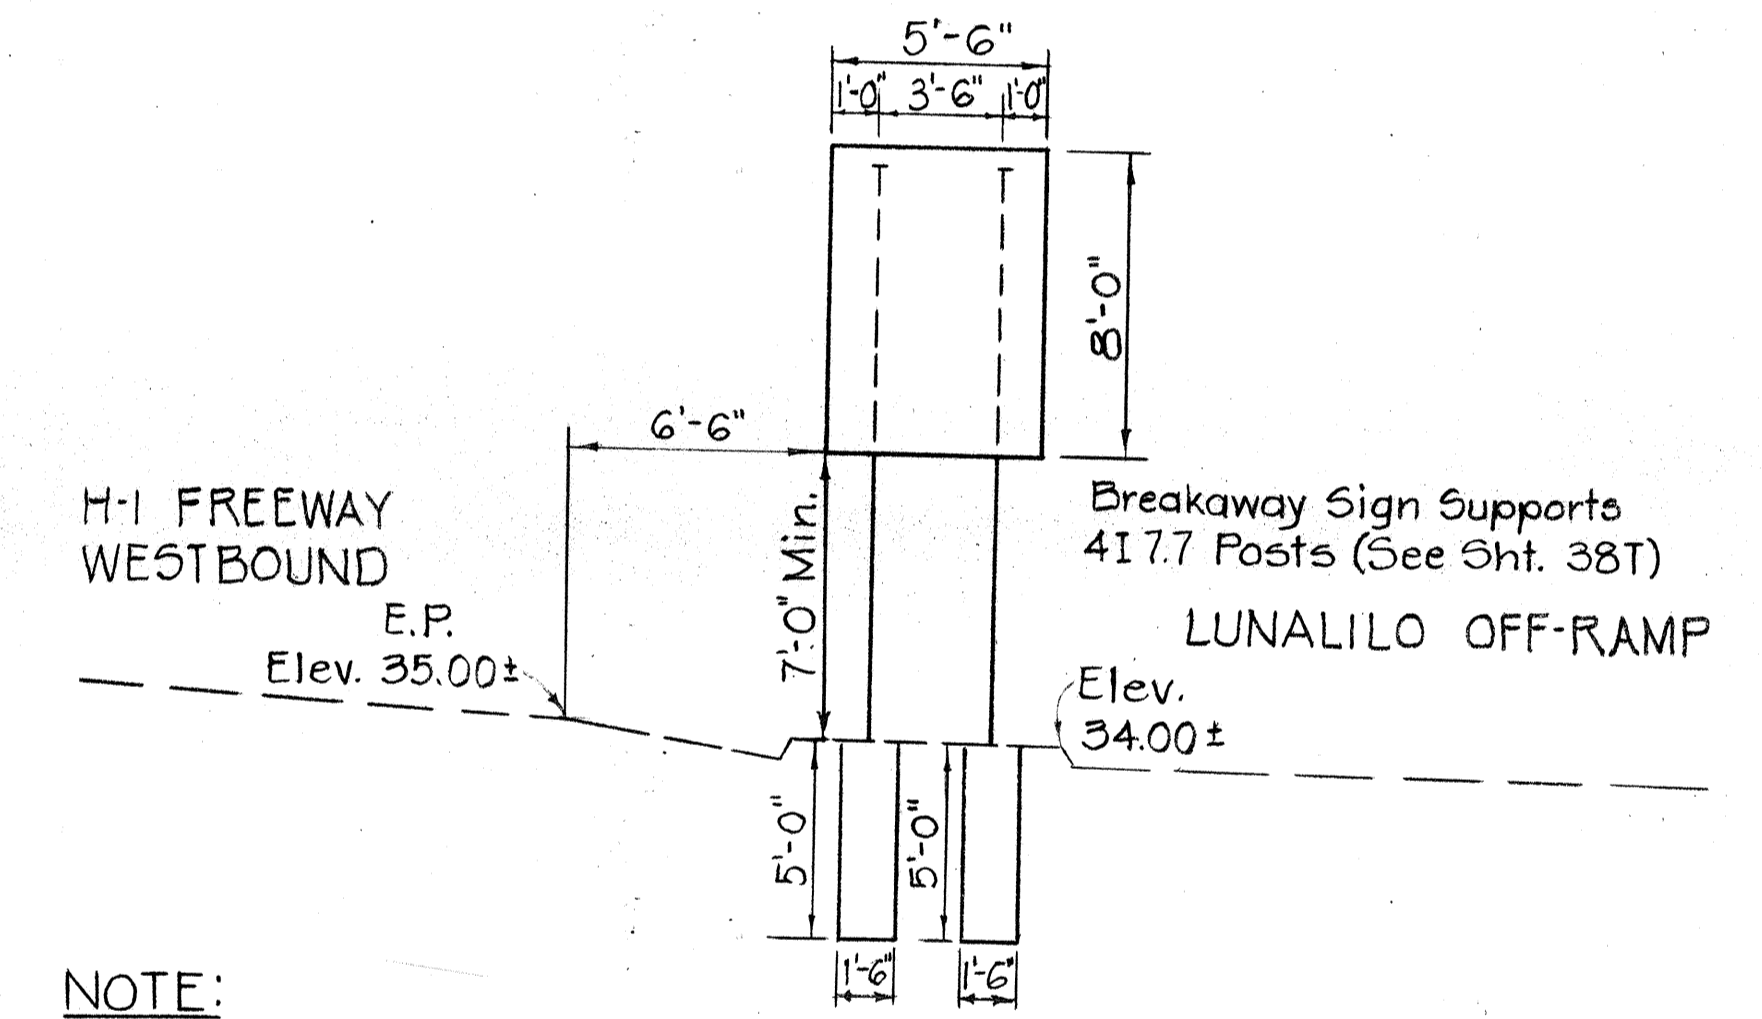 5'-6"
1'-0" 3'-6" 1'-0"
8'-0"
6'-6"
H-1 FREEWAY
WESTBOUND
7'-0" Min.
Breakaway Sign Supports
4I7.7 Posts (See Sht. 38T)
E.P.
Elev. 35.00±
LUNALILO OFF-RAMP
Elev.
34.00±
5'-0"
5'-0"
1'-6"
1'-6"
NOTE: